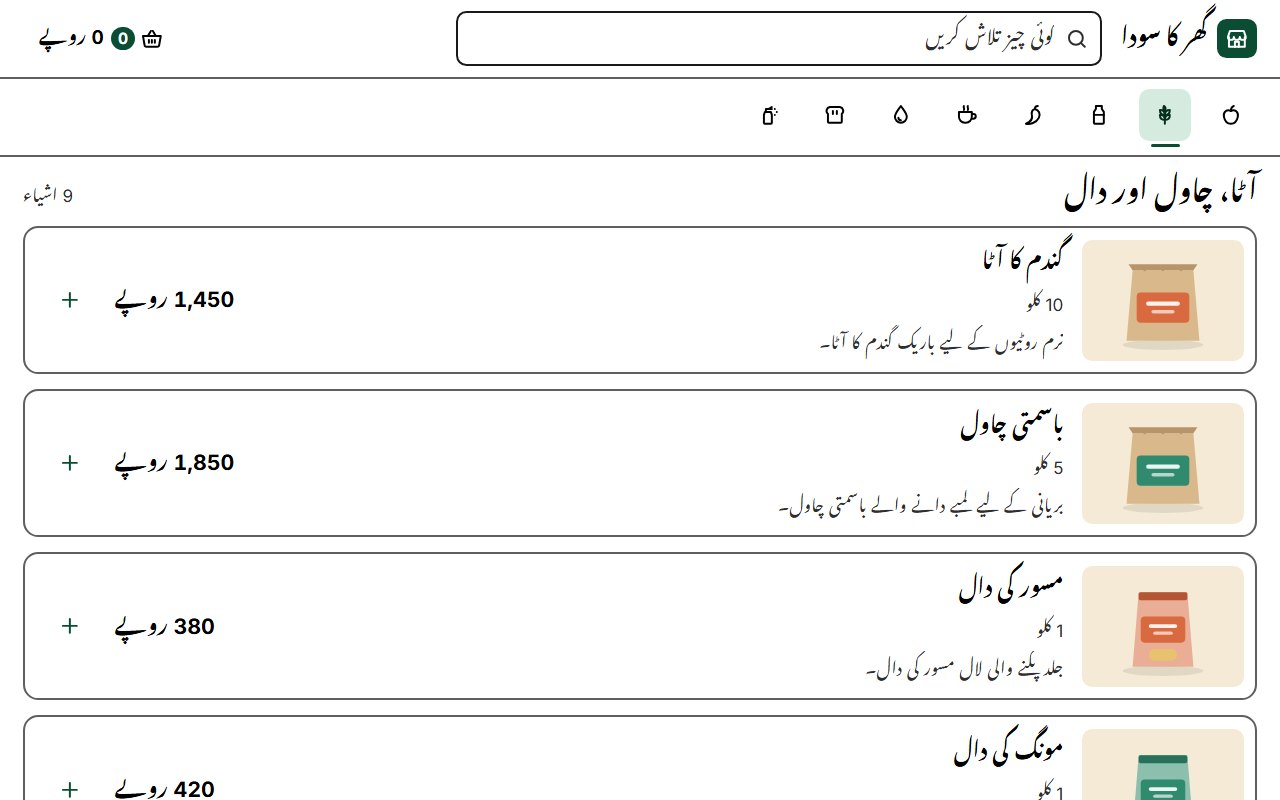 گھر کا سودا
کوئی چیز تلاش کریں
0
0 روپے
آٹا، چاول اور دال
9 اشیاء
گندم کا آٹا
10 کلو
نرم روٹیوں کے لیے باریک گندم کا آٹا۔
1,450 روپے
+
باسمتی چاول
5 کلو
بریانی کے لیے لمبے دانے والے باسمتی چاول۔
1,850 روپے
+
مسور کی دال
1 کلو
جلد پکنے والی لال مسور کی دال۔
380 روپے
+
مونگ کی دال
1 کلو
420 روپے
+